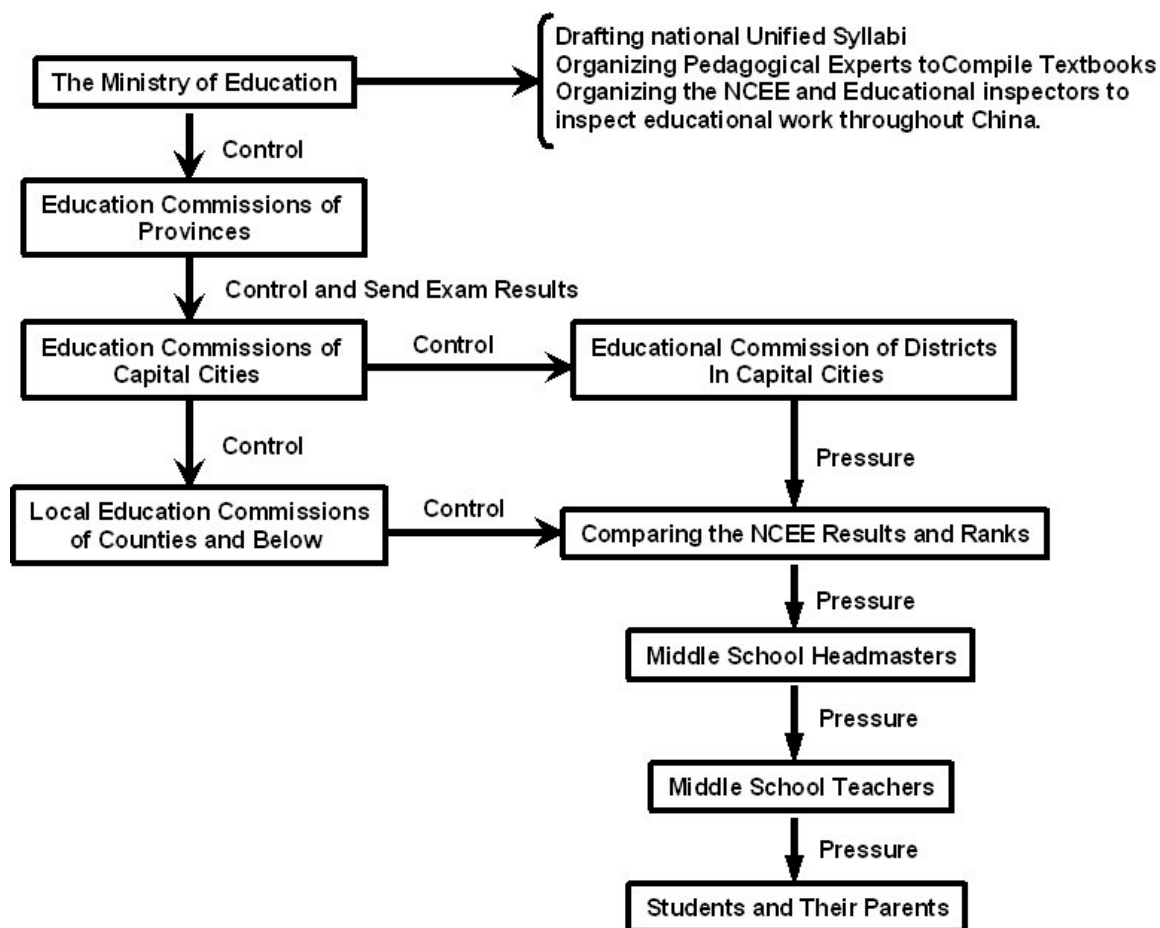 Drafting national Unified Syllabi
The Ministry of Education
Organizing Pedagogical Experts toCompile Textbooks
Organizing the NCEE and Educational inspectors to
inspect educational work throughout China.
Control
Education Commissions of
Provinces
Control and Send Exam Results
Education Commissions of
Capital Cities
Control
Educational Commission of Districts
In Capital Cities
Control
Pressure
Local Education Commissions
of Counties and Below
Control
Comparing the NCEE Results and Ranks
Pressure
Middle School Headmasters
Pressure
Middle School Teachers
Pressure
Students and Their Parents